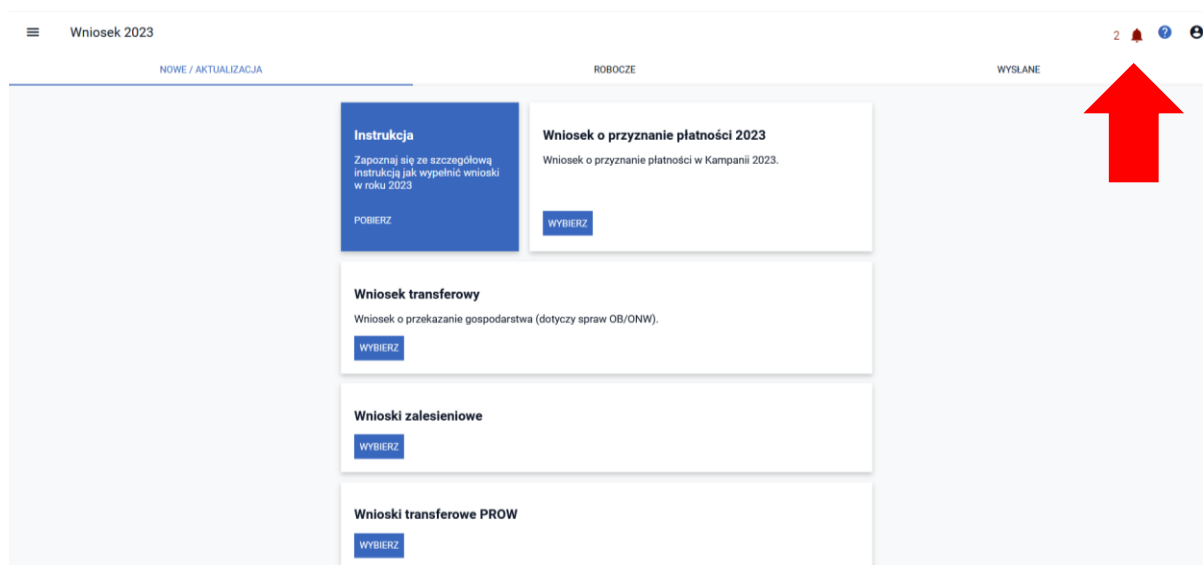 Wniosek 2023
2
NOWE / AKTUALIZACJA
ROBOCZE
WYSŁANE
Instrukcja
Zapoznaj się ze szczegółową
instrukcją jak wypełnić wnioski
w roku 2023
POBIERZ
Wniosek o przyznanie płatności 2023
Wniosek o przyznanie płatności w Kampanii 2023.
WYBIERZ
Wniosek transferowy
Wniosek o przekazanie gospodarstwa (dotyczy spraw OB/ONW).
WYBIERZ
Wnioski zalesieniowe
WYBIERZ
Wnioski transferowe PROW
WYBIERZ